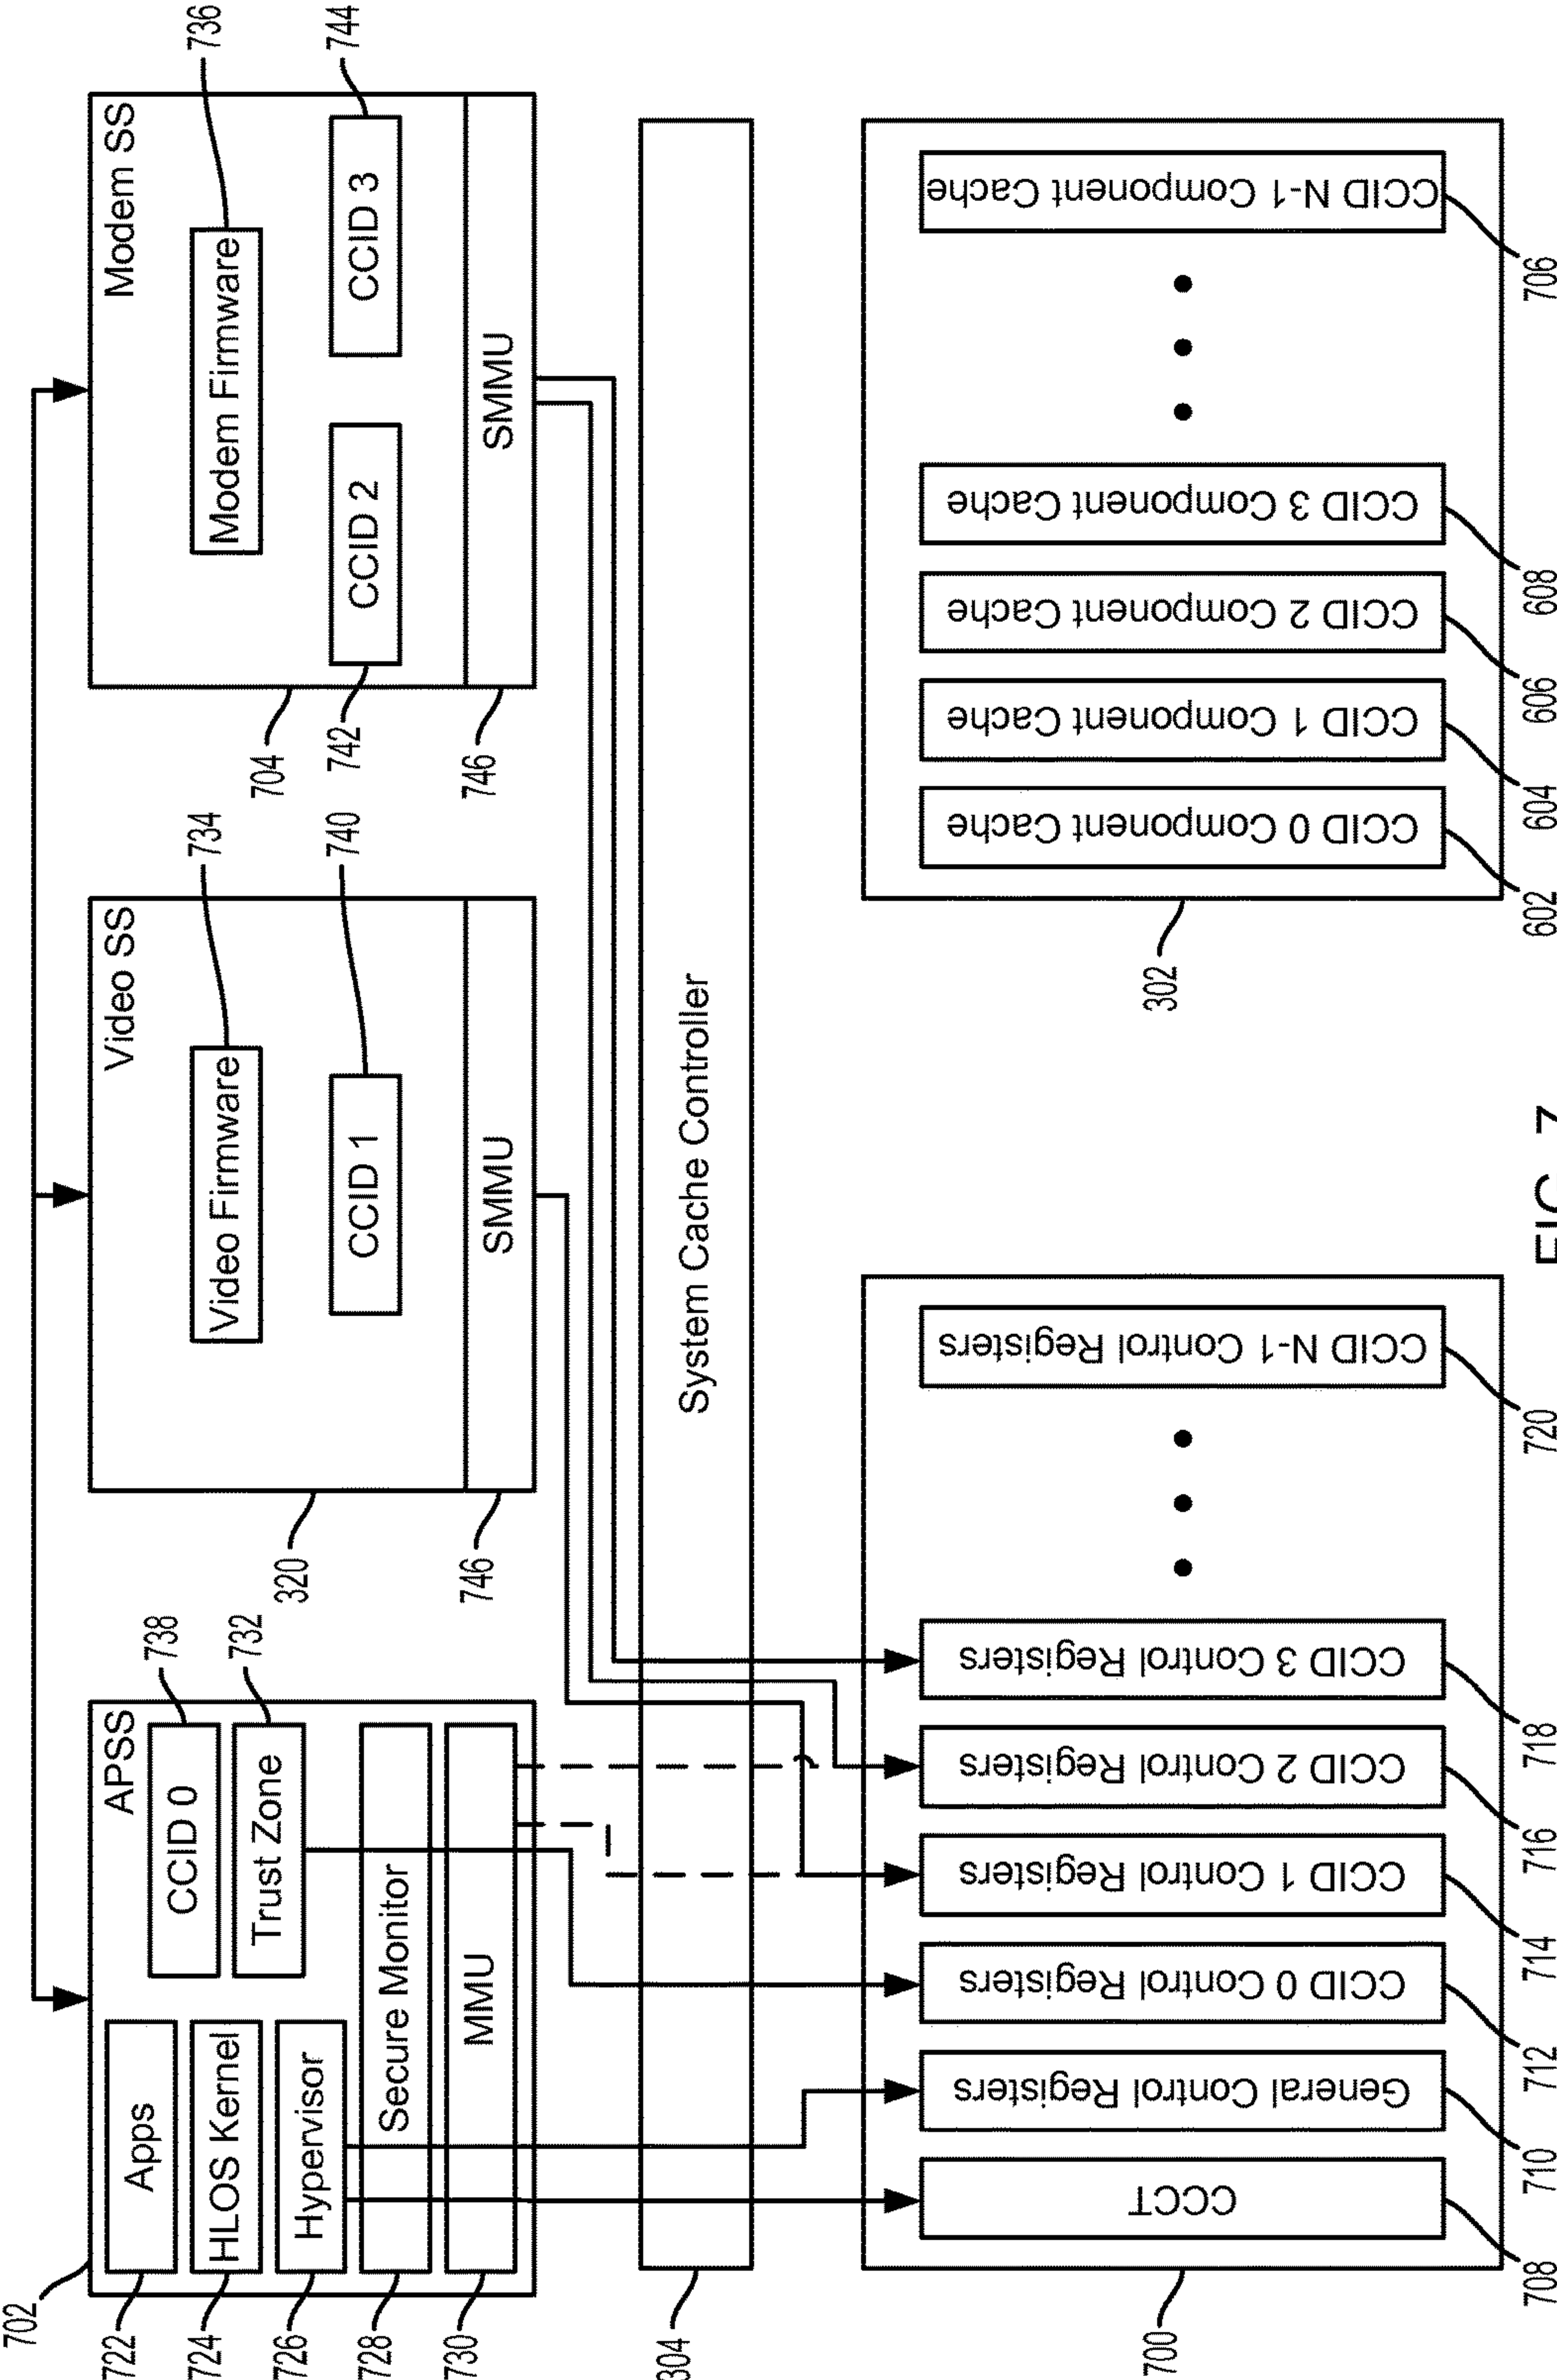 702
APSS
722
Apps
CCID 0
738
724
HLOS Kernel
Trust Zone
732
726
Hypervisor
728
Secure Monitor
730
MMU
Video SS
320
Video Firmware
734
CCID 1
740
SMMU
746
Modem SS
704
Modem Firmware
736
CCID 2
742
CCID 3
744
SMMU
746
304
System Cache Controller
700
CCCT
708
General Control Registers
710
CCID 0 Control Registers
712
CCID 1 Control Registers
714
CCID 2 Control Registers
716
CCID 3 Control Registers
718
CCID N-1 Control Registers
720
302
CCID 0 Component Cache
602
CCID 1 Component Cache
604
CCID 2 Component Cache
606
CCID 3 Component Cache
608
CCID N-1 Component Cache
706
FIG. 7